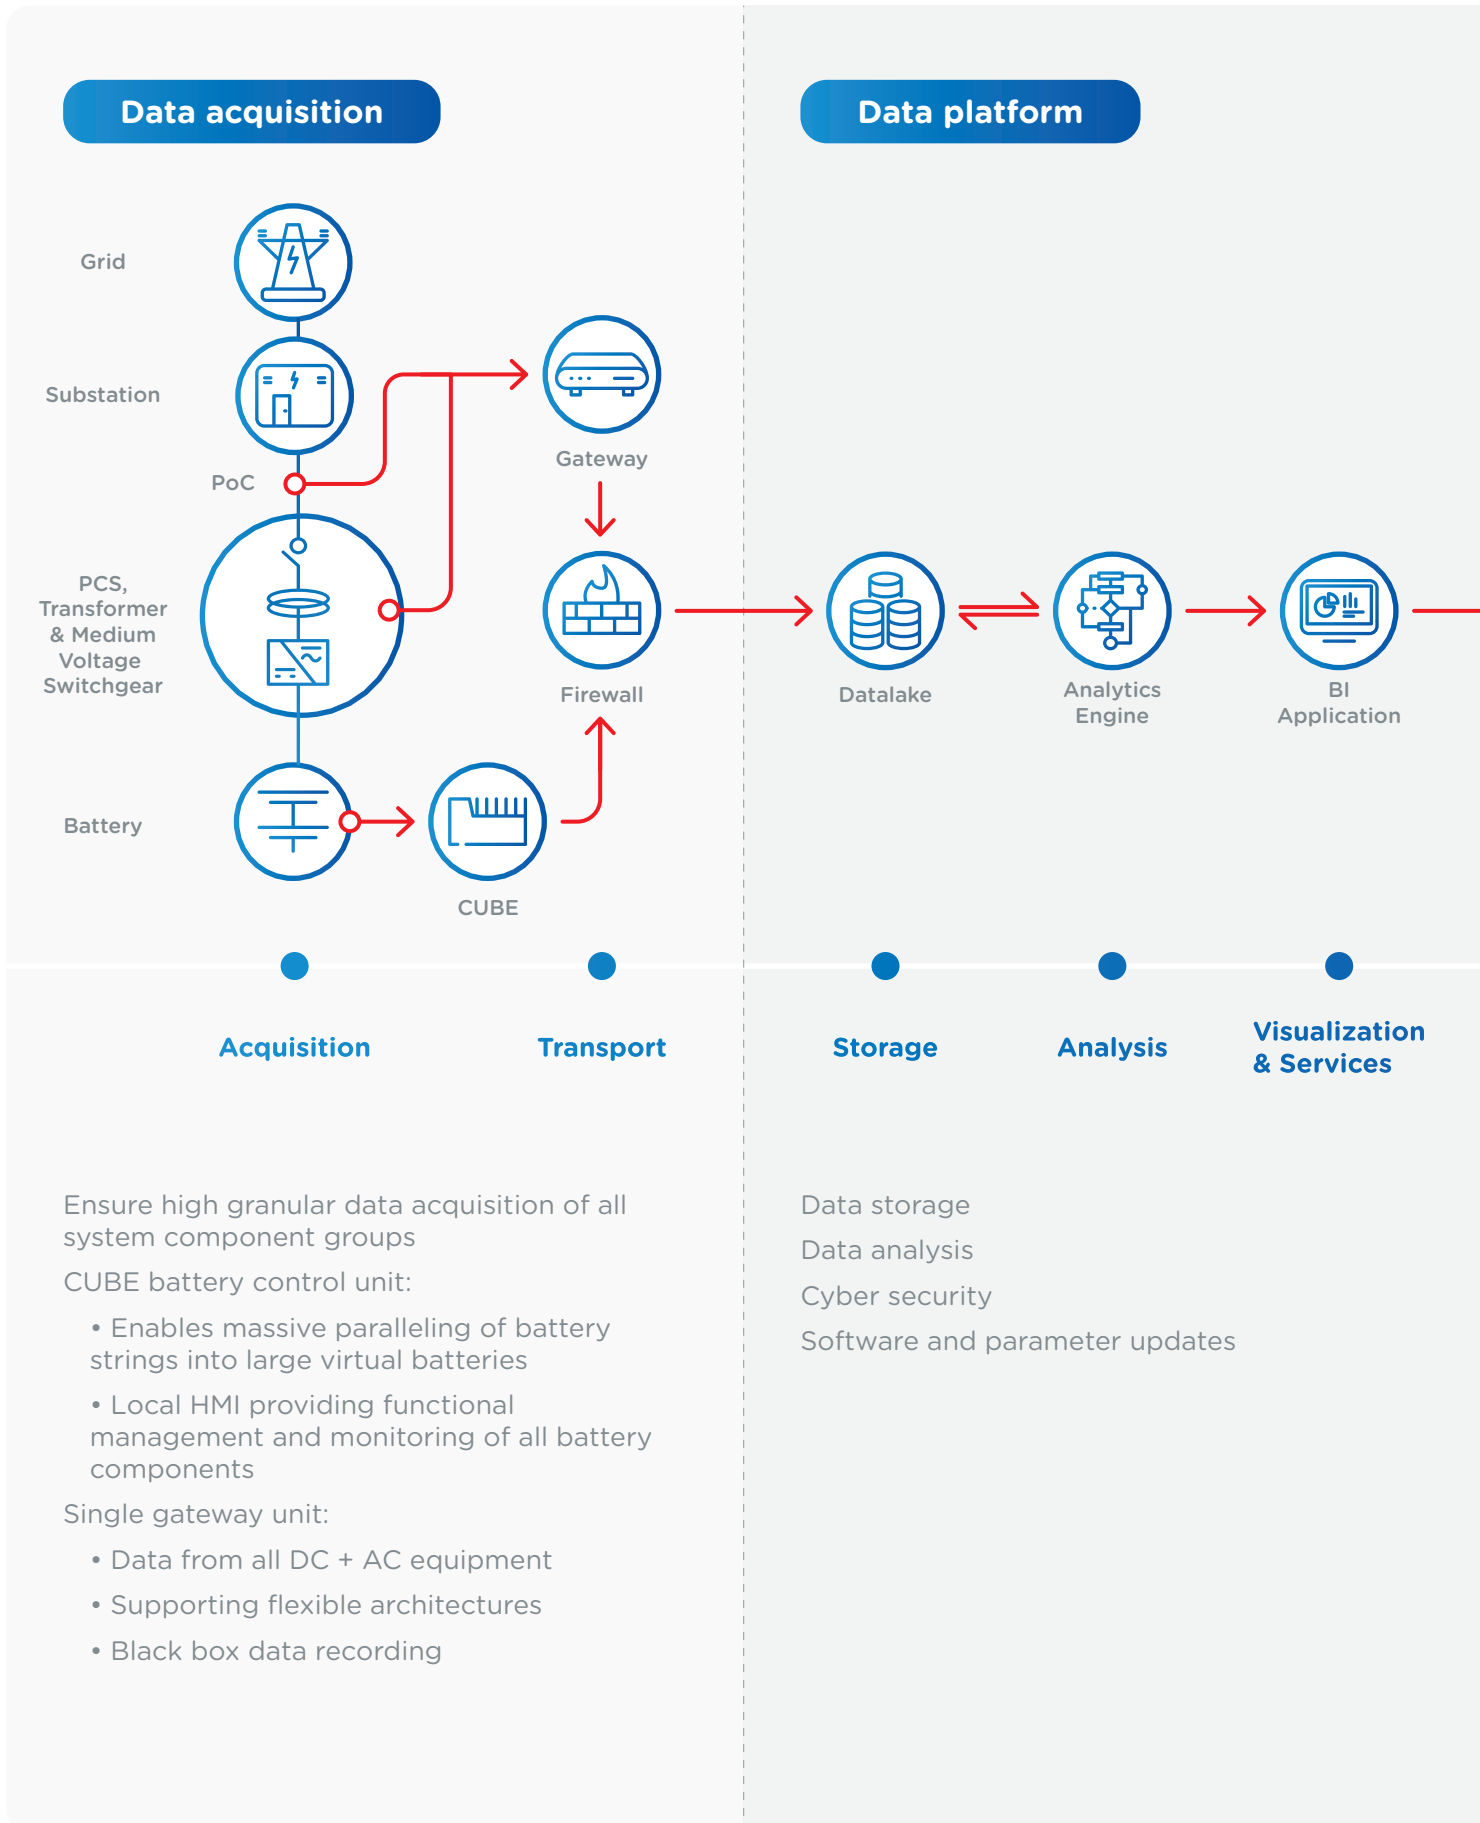 Data acquisition
Data platform
Grid
Substation
PoC
Gateway
PCS,
Transformer
& Medium
Voltage
Switchgear
Firewall
Datalake
Analytics
Engine
BI
Application
Battery
CUBE
Acquisition
Transport
Storage
Analysis
Visualization
& Services
Ensure high granular data acquisition of all
system component groups
CUBE battery control unit:
• Enables massive paralleling of battery
strings into large virtual batteries
• Local HMI providing functional
management and monitoring of all battery
components
Single gateway unit:
• Data from all DC + AC equipment
• Supporting flexible architectures
• Black box data recording
Data storage
Data analysis
Cyber security
Software and parameter updates